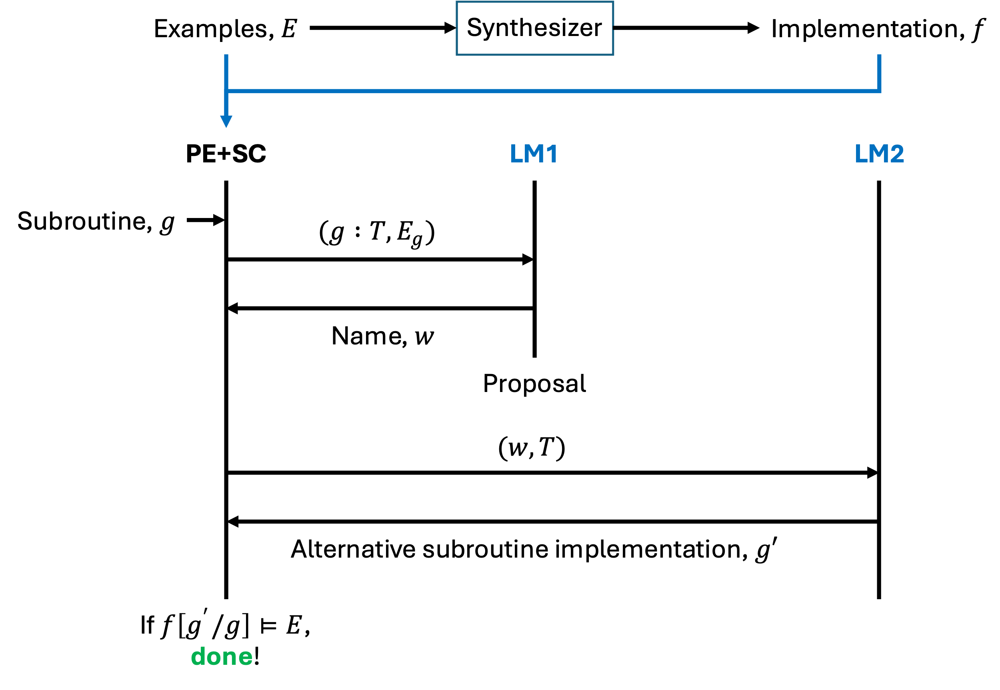 Examples, E
Synthesizer
Implementation, f
PE+SC
LM1
LM2
Subroutine, g
(g : T, E_g)
Name, w
Proposal
(w, T)
Alternative subroutine implementation, g′
If f[g′/g] ⊨ E,
done!